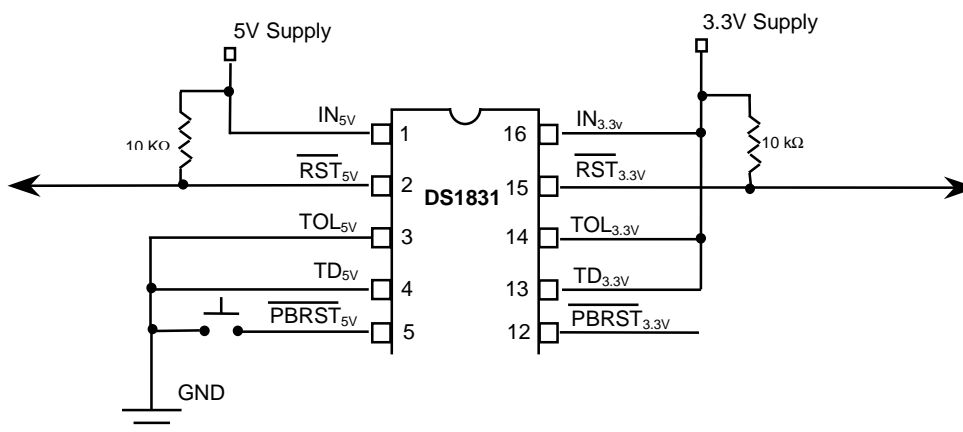 5V Supply
3.3V Supply
IN5V
1
16
IN3.3v
10 KΩ
10 kΩ
RST5V
2
15
RST3.3V
DS1831
TOL5V
3
14
TOL3.3V
TD5V
4
13
TD3.3V
PBRST5V
5
12
PBRST3.3V
GND